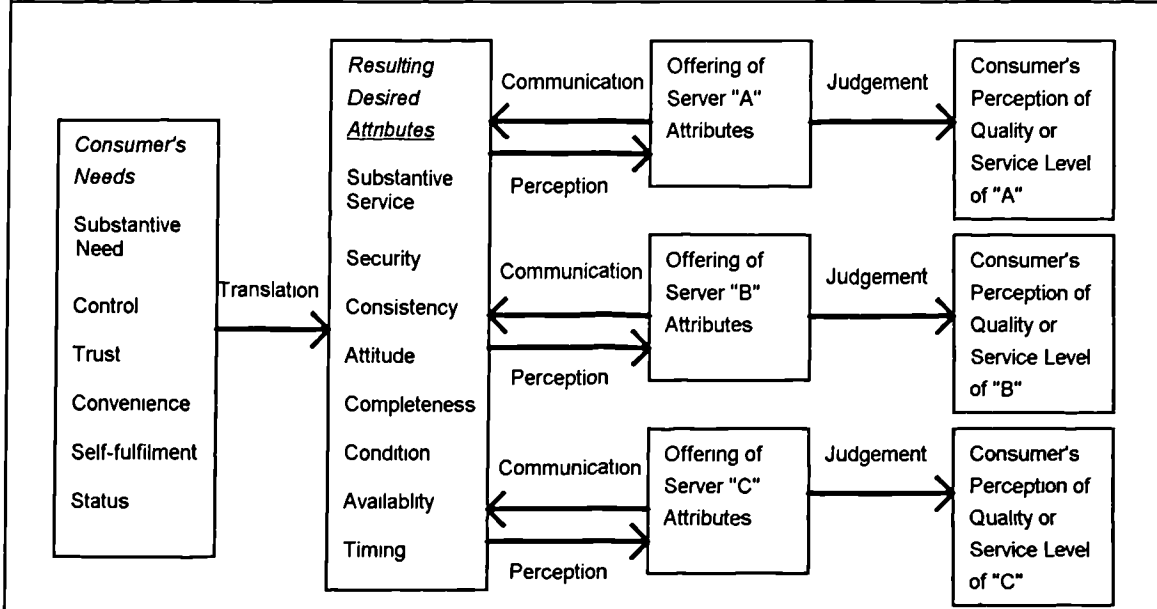 Consumer's
Needs
Substantive
Need
Control
Trust
Convenience
Self-fulfilment
Status
Translation
Resulting
Desired
Attributes
Substantive
Service
Security
Consistency
Attitude
Completeness
Condition
Availablity
Timing
Communication
Perception
Offering of
Server "A"
Attributes
Judgement
Consumer's
Perception of
Quality or
Service Level
of "A"
Communication
Perception
Offering of
Server "B"
Attributes
Judgement
Consumer's
Perception of
Quality or
Service Level
of "B"
Communication
Perception
Offering of
Server "C"
Attributes
Judgement
Consumer's
Perception of
Quality or
Service Level
of "C"